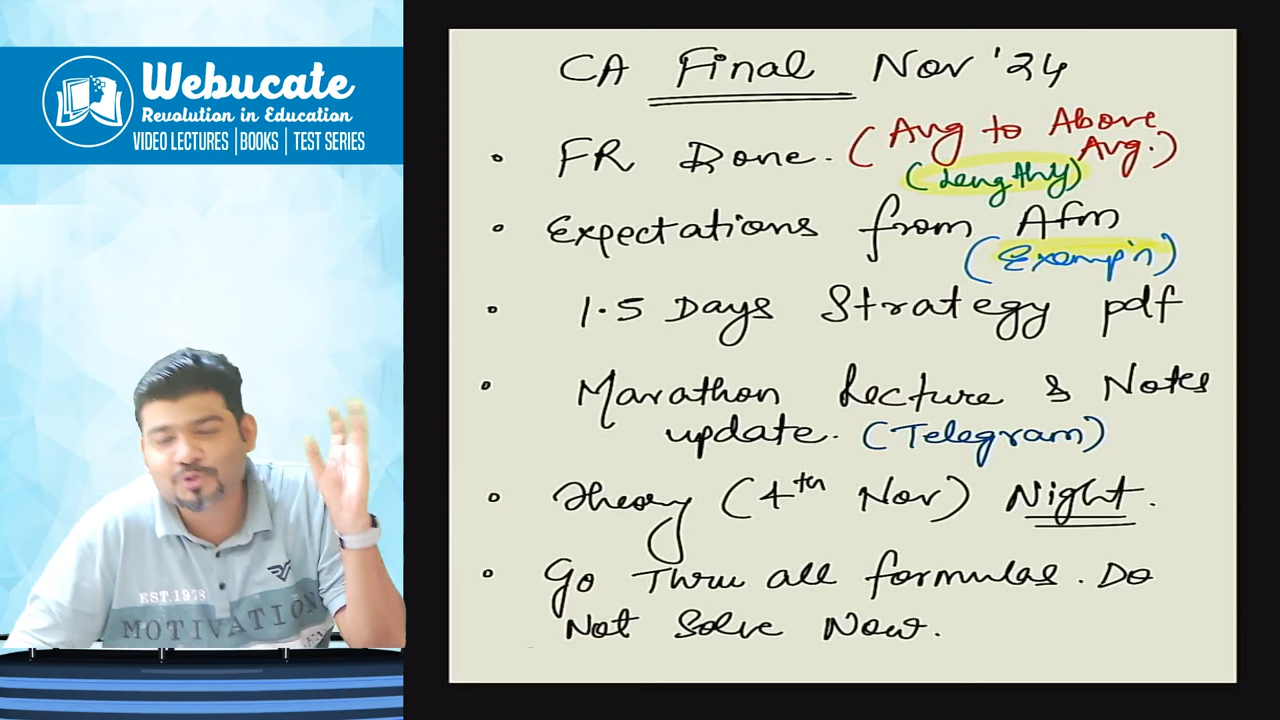 Webucate
Revolution in Education
VIDEO LECTURES | BOOKS | TEST SERIES
EST.1978
MOTIVATION
CA Final Nov '24
• FR Done. (Avg to Above Avg.)
(Lengthy)
• Expectations from Afm
(Exemp'n)
• 1.5 Days Strategy pdf
• Marathon Lecture & Notes
update. (Telegram)
• Theory (4th Nov) Night.
• Go Thru all formulas. Do
Not Solve Now.